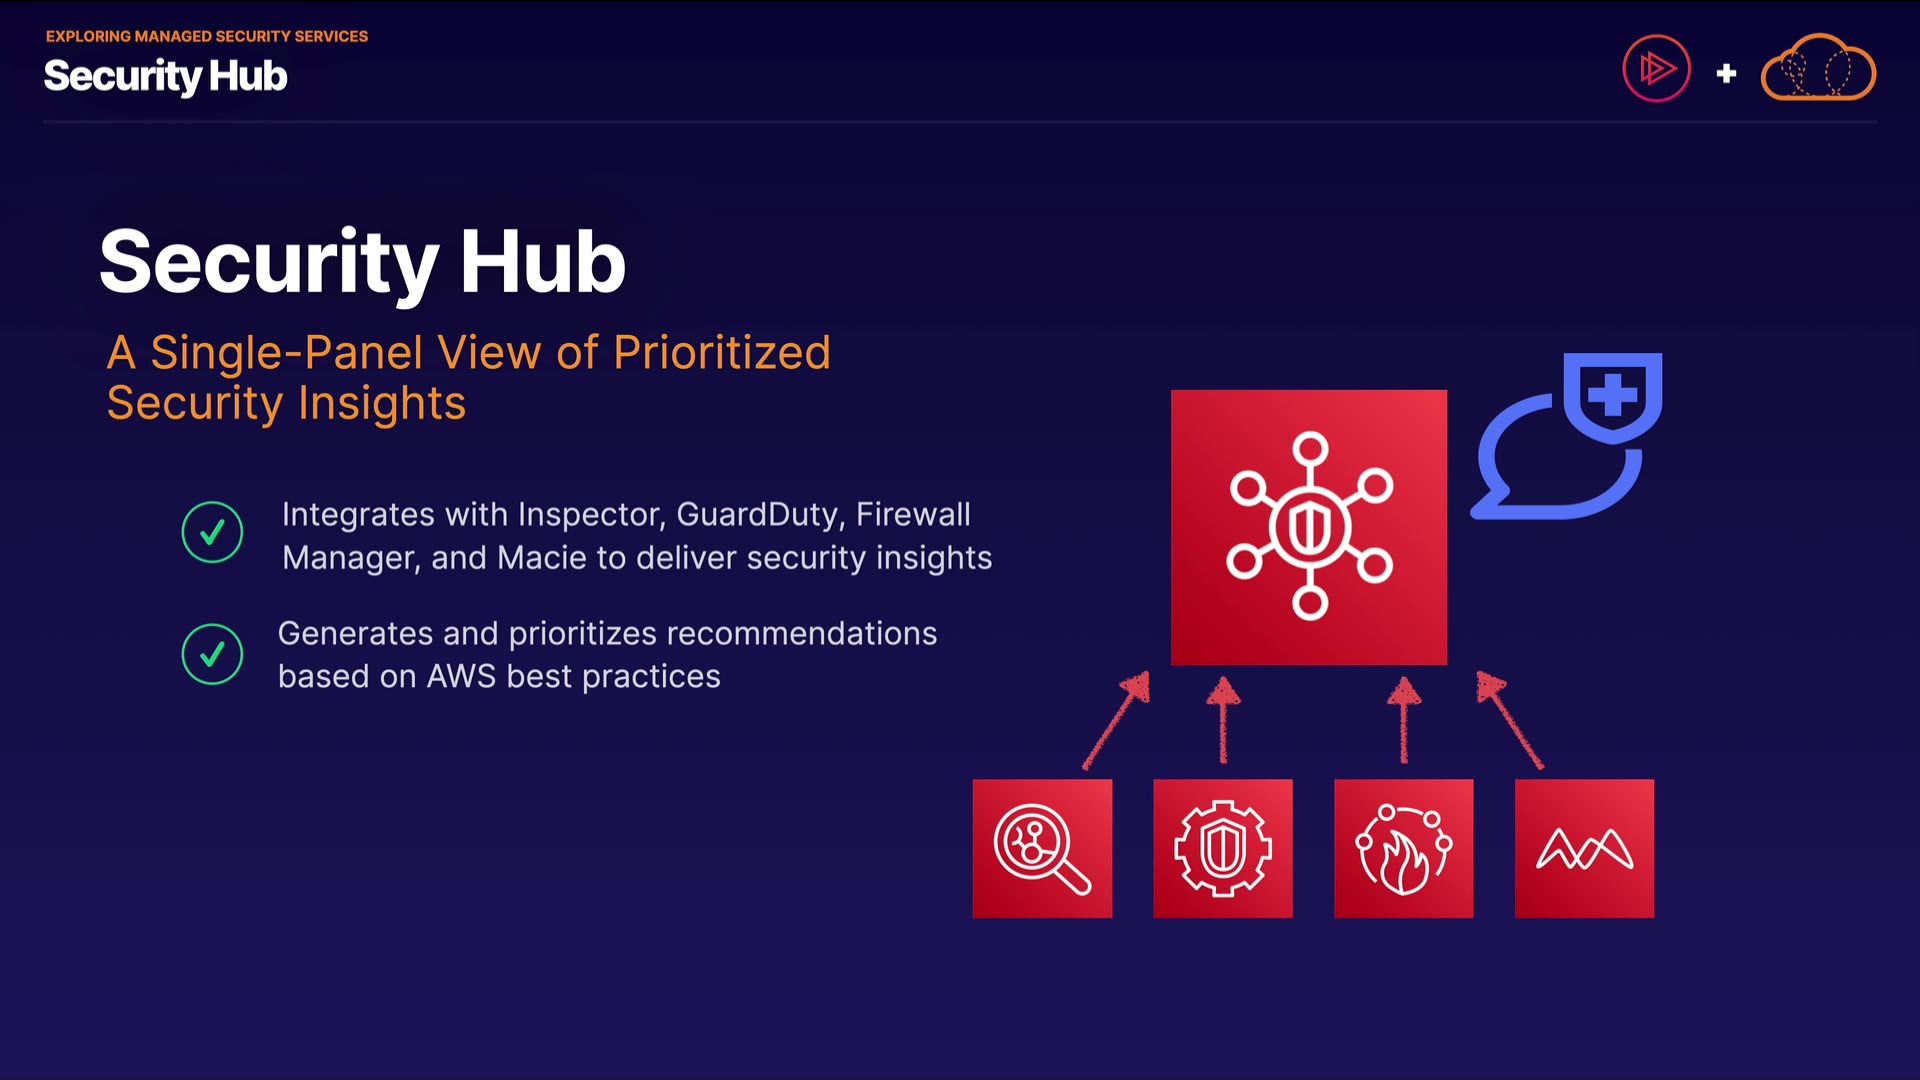 EXPLORING MANAGED SECURITY SERVICES
Security Hub
Security Hub
A Single-Panel View of Prioritized
Security Insights
Integrates with Inspector, GuardDuty, Firewall
Manager, and Macie to deliver security insights
Generates and prioritizes recommendations
based on AWS best practices